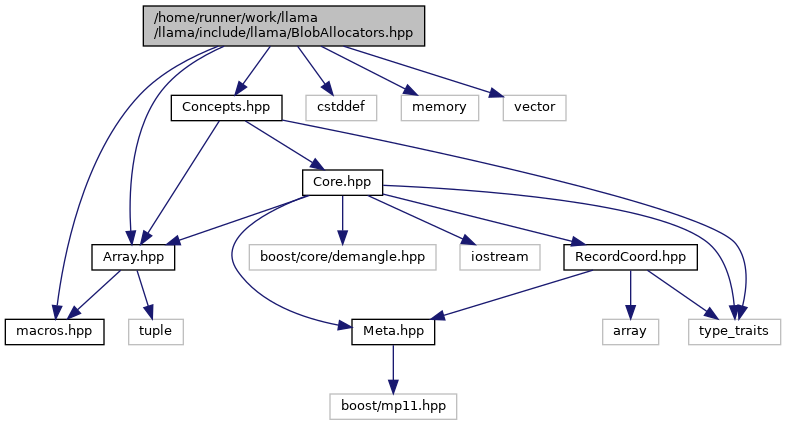 /home/runner/work/llama
/llama/include/llama/BlobAllocators.hpp
Concepts.hpp
cstddef
memory
vector
Core.hpp
Array.hpp
boost/core/demangle.hpp
iostream
RecordCoord.hpp
macros.hpp
tuple
Meta.hpp
array
type_traits
boost/mp11.hpp